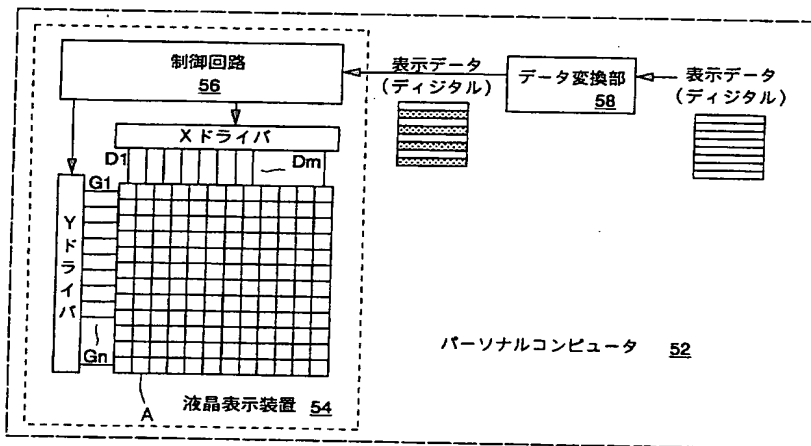 制御回路
56
Xドライバ
D1
Dm
G1
Yドライバ
Gn
A
液晶表示装置 54
表示データ
(ディジタル)
データ変換部
58
表示データ
(ディジタル)
パーソナルコンピュータ 52